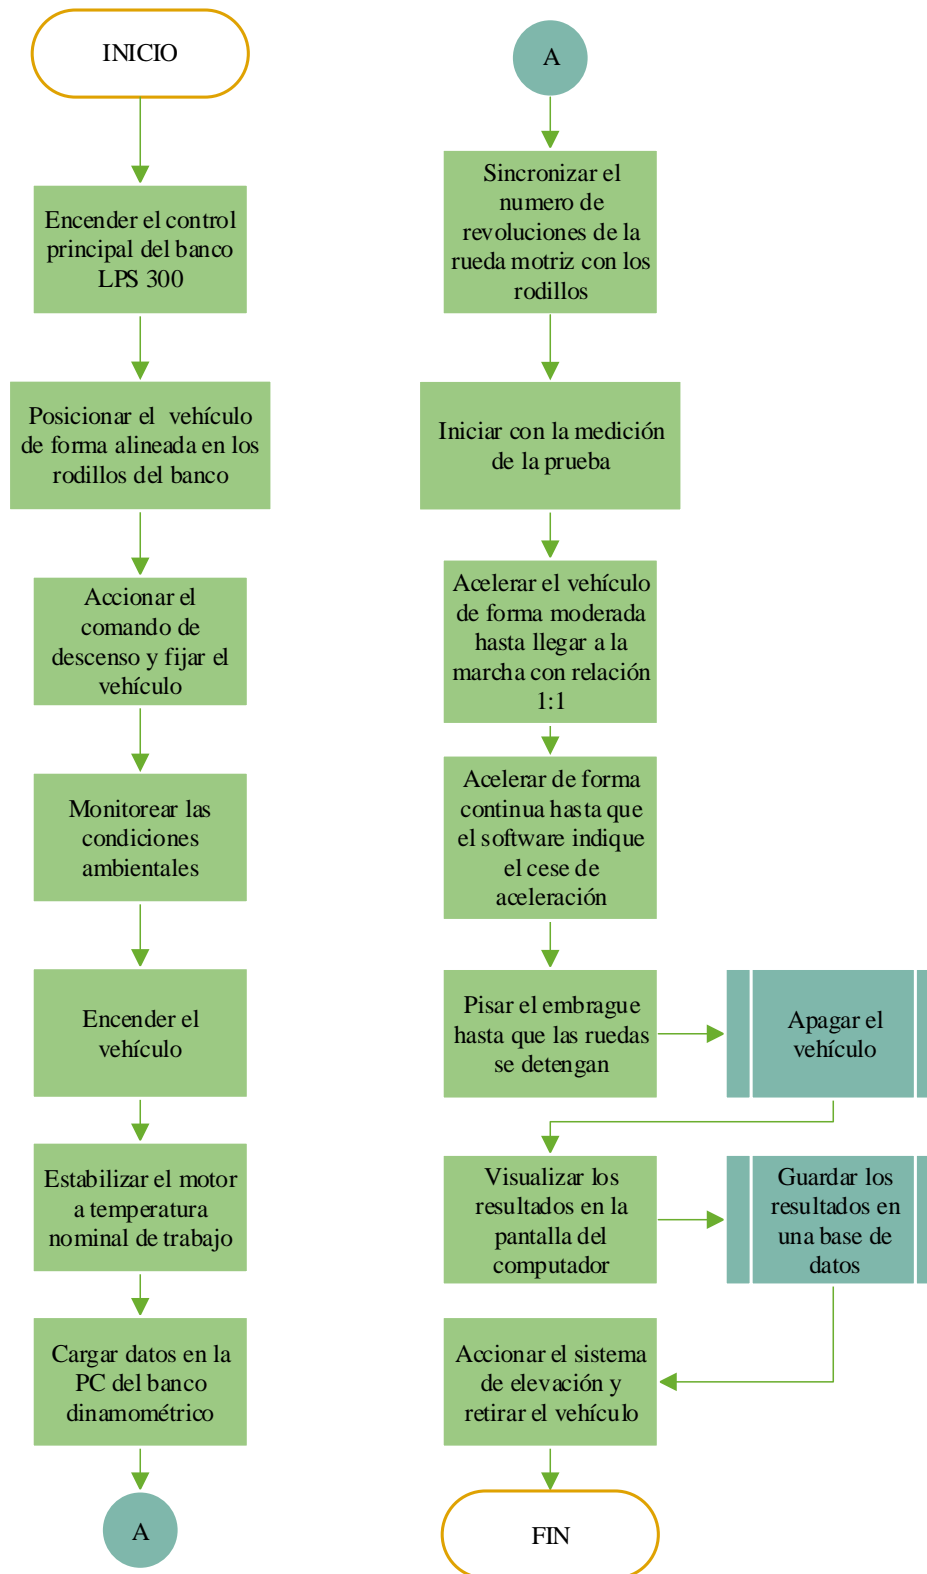 INICIO
Encender el control
principal del banco
LPS 300
Posicionar el vehículo
de forma alineada en los
rodillos del banco
Accionar el
comando de
descenso y fijar el
vehículo
Monitorear las
condiciones
ambientales
Encender el
vehículo
Estabilizar el motor
a temperatura
nominal de trabajo
Cargar datos en la
PC del banco
dinamométrico
A
A
Sincronizar el
numero de
revoluciones de la
rueda motriz con los
rodillos
Iniciar con la medición
de la prueba
Acelerar el vehículo
de forma moderada
hasta llegar a la
marcha con relación
1:1
Acelerar de forma
continua hasta que
el software indique
el cese de
aceleración
Pisar el embrague
hasta que las ruedas
se detengan
Apagar el
vehículo
Visualizar los
resultados en la
pantalla del
computador
Guardar los
resultados en
una base de
datos
Accionar el sistema
de elevación y
retirar el vehículo
FIN